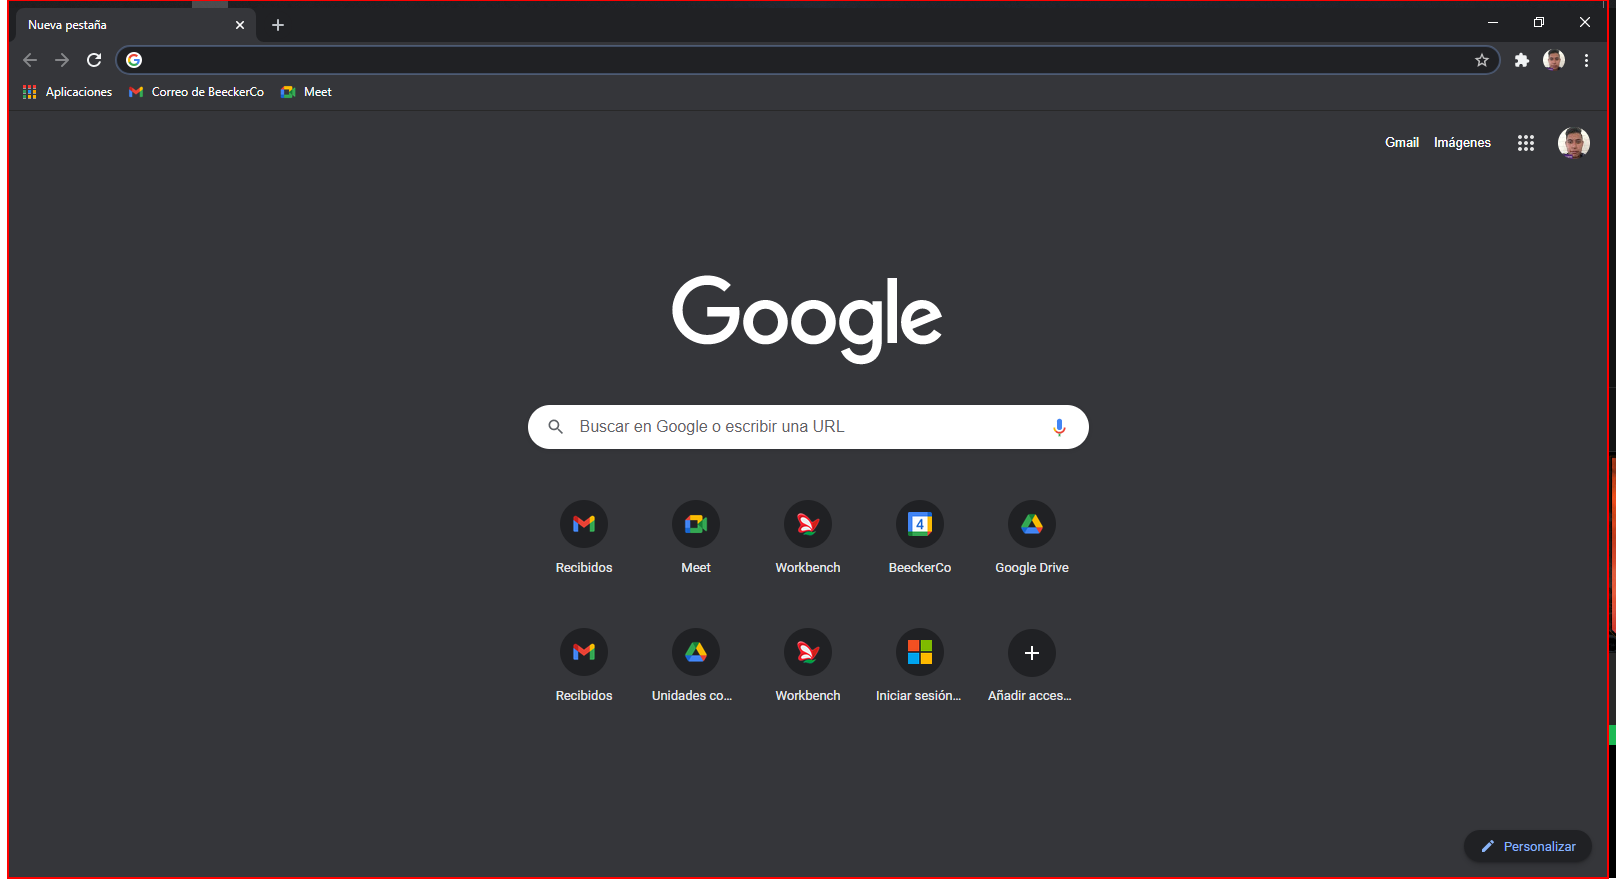 Nueva pestaña
Aplicaciones Correo de BeeckerCo Meet
Gmail Imágenes
Google
Buscar en Google o escribir una URL
4
Recibidos Meet Workbench BeeckerCo Google Drive
Recibidos Unidades co... Workbench Iniciar sesión... Añadir acces...
Personalizar